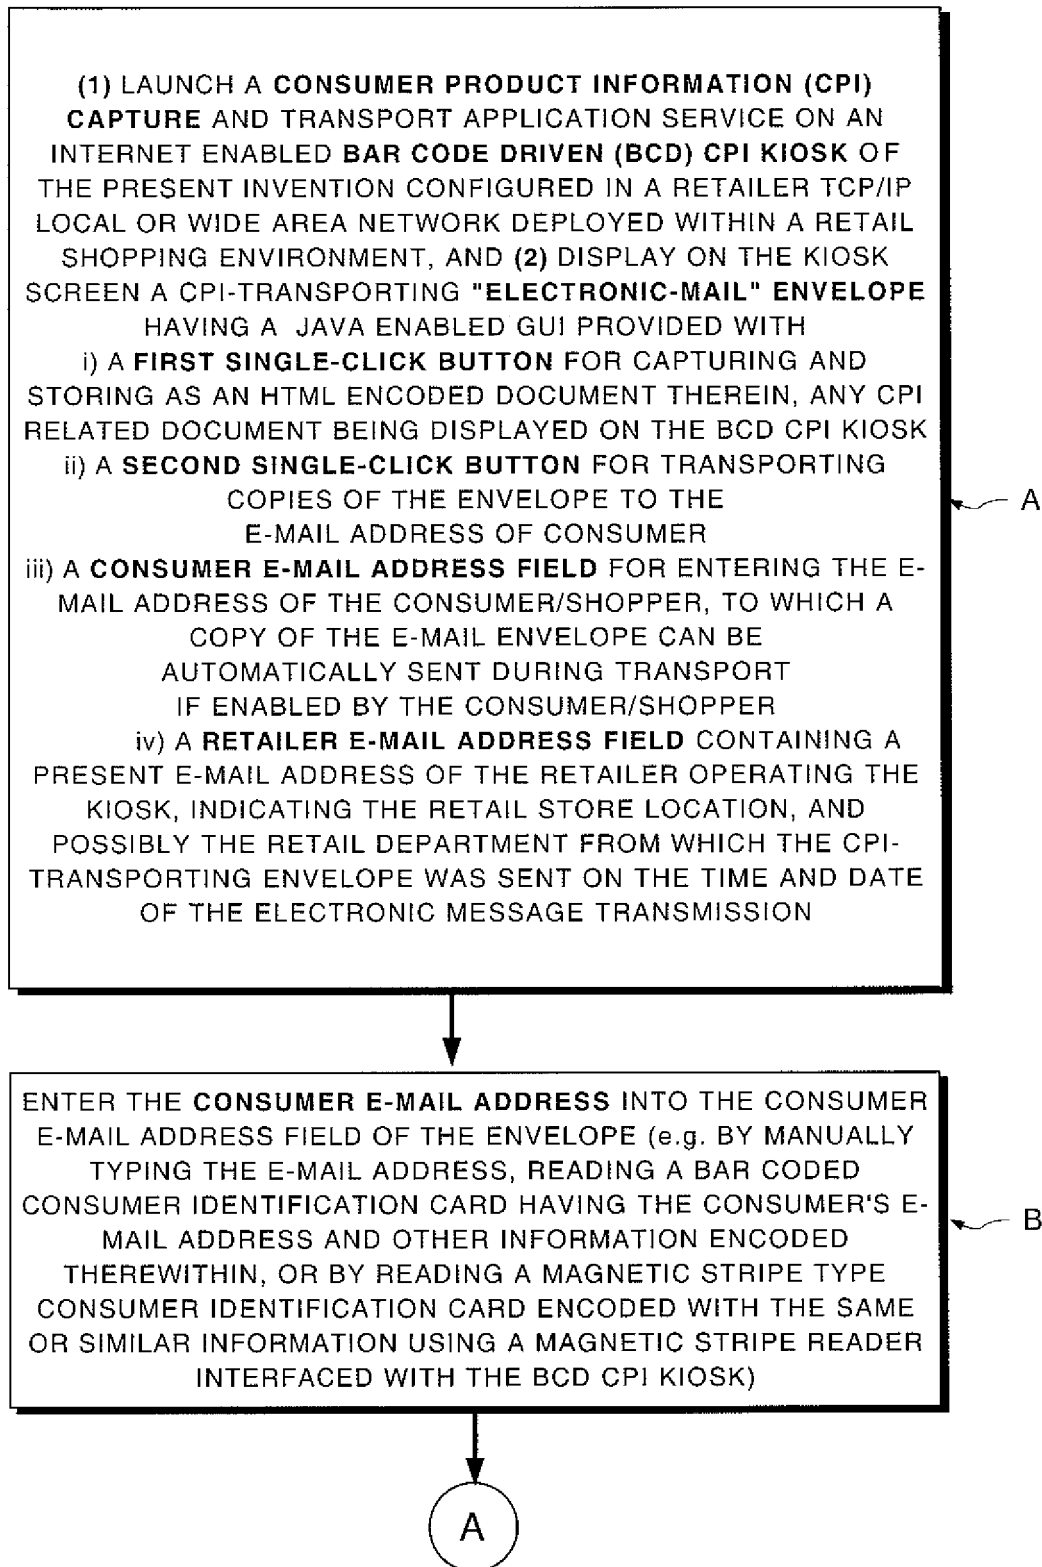 (1) LAUNCH A CONSUMER PRODUCT INFORMATION (CPI)
CAPTURE AND TRANSPORT APPLICATION SERVICE ON AN
INTERNET ENABLED BAR CODE DRIVEN (BCD) CPI KIOSK OF
THE PRESENT INVENTION CONFIGURED IN A RETAILER TCP/IP
LOCAL OR WIDE AREA NETWORK DEPLOYED WITHIN A RETAIL
SHOPPING ENVIRONMENT, AND (2) DISPLAY ON THE KIOSK
SCREEN A CPI-TRANSPORTING "ELECTRONIC-MAIL" ENVELOPE
HAVING A JAVA ENABLED GUI PROVIDED WITH
i) A FIRST SINGLE-CLICK BUTTON FOR CAPTURING AND
STORING AS AN HTML ENCODED DOCUMENT THEREIN, ANY CPI
RELATED DOCUMENT BEING DISPLAYED ON THE BCD CPI KIOSK
ii) A SECOND SINGLE-CLICK BUTTON FOR TRANSPORTING
COPIES OF THE ENVELOPE TO THE
E-MAIL ADDRESS OF CONSUMER
iii) A CONSUMER E-MAIL ADDRESS FIELD FOR ENTERING THE E-
MAIL ADDRESS OF THE CONSUMER/SHOPPER, TO WHICH A
COPY OF THE E-MAIL ENVELOPE CAN BE
AUTOMATICALLY SENT DURING TRANSPORT
IF ENABLED BY THE CONSUMER/SHOPPER
iv) A RETAILER E-MAIL ADDRESS FIELD CONTAINING A
PRESENT E-MAIL ADDRESS OF THE RETAILER OPERATING THE
KIOSK, INDICATING THE RETAIL STORE LOCATION, AND
POSSIBLY THE RETAIL DEPARTMENT FROM WHICH THE CPI-
TRANSPORTING ENVELOPE WAS SENT ON THE TIME AND DATE
OF THE ELECTRONIC MESSAGE TRANSMISSION
A
ENTER THE CONSUMER E-MAIL ADDRESS INTO THE CONSUMER
E-MAIL ADDRESS FIELD OF THE ENVELOPE (e.g. BY MANUALLY
TYPING THE E-MAIL ADDRESS, READING A BAR CODED
CONSUMER IDENTIFICATION CARD HAVING THE CONSUMER'S E-
MAIL ADDRESS AND OTHER INFORMATION ENCODED
THEREWITHIN, OR BY READING A MAGNETIC STRIPE TYPE
CONSUMER IDENTIFICATION CARD ENCODED WITH THE SAME
OR SIMILAR INFORMATION USING A MAGNETIC STRIPE READER
INTERFACED WITH THE BCD CPI KIOSK)
B
A